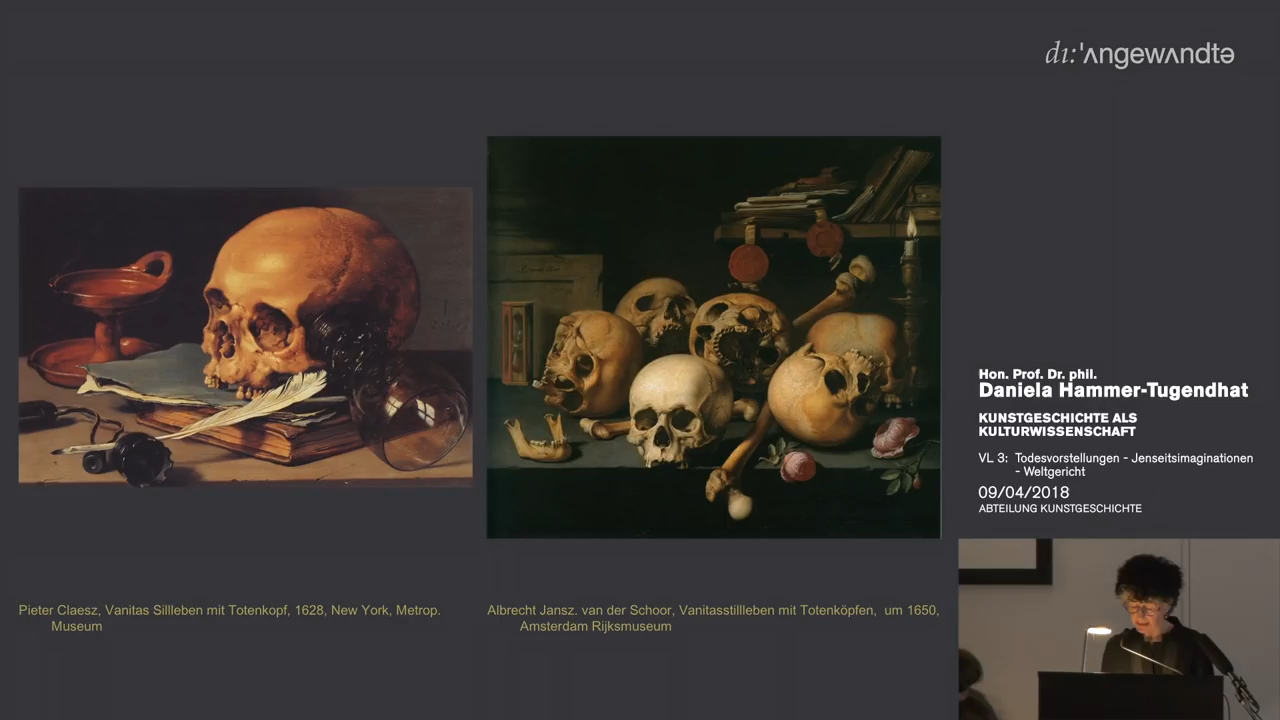 dı:'ʌngewʌndtə
Hon. Prof. Dr. phil.
Daniela Hammer-Tugendhat
KUNSTGESCHICHTE ALS
KULTURWISSENSCHAFT
VL 3: Todesvorstellungen - Jenseitsimaginationen
- Weltgericht
09/04/2018
ABTEILUNG KUNSTGESCHICHTE
Pieter Claesz, Vanitas Sillleben mit Totenkopf, 1628, New York, Metrop.
Museum
Albrecht Jansz. van der Schoor, Vanitasstillleben mit Totenköpfen, um 1650,
Amsterdam Rijksmuseum